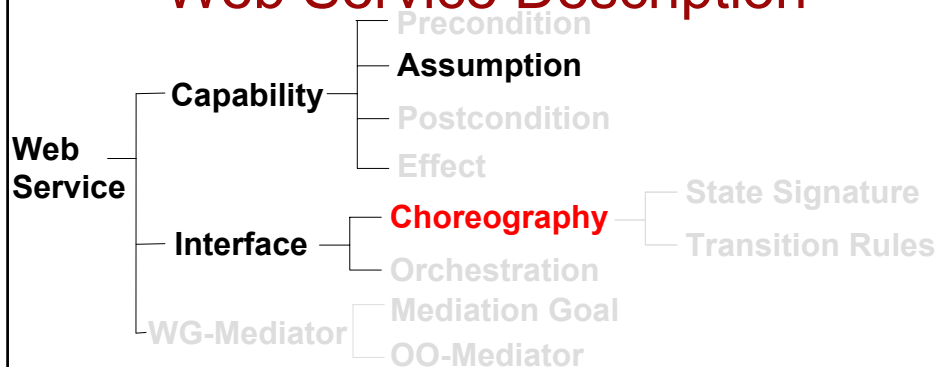 Web Service Description
Precondition
Assumption
Capability
Postcondition
Web
Service
Effect
State Signature
Choreography
Interface
Transition Rules
Orchestration
Mediation Goal
WG-Mediator
OO-Mediator